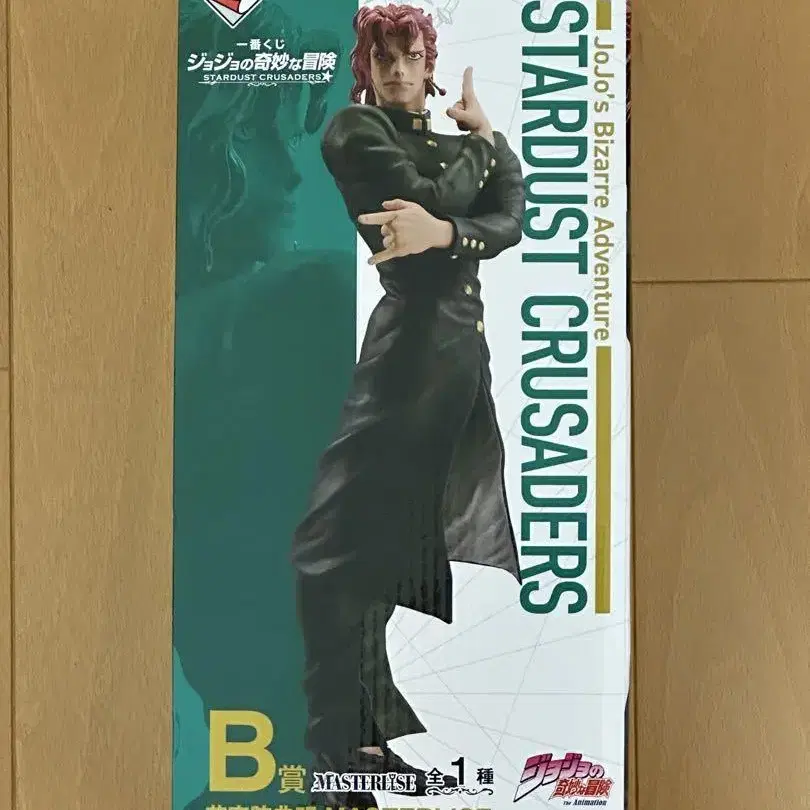 一番くじ
ジョジョの奇妙な冒険
STARDUST CRUSADERS
JoJo's Bizarre Adventure
STARDUST CRUSADERS
B賞 MASTERLISE 全1種
ジョジョの
奇妙な冒険
The Animation